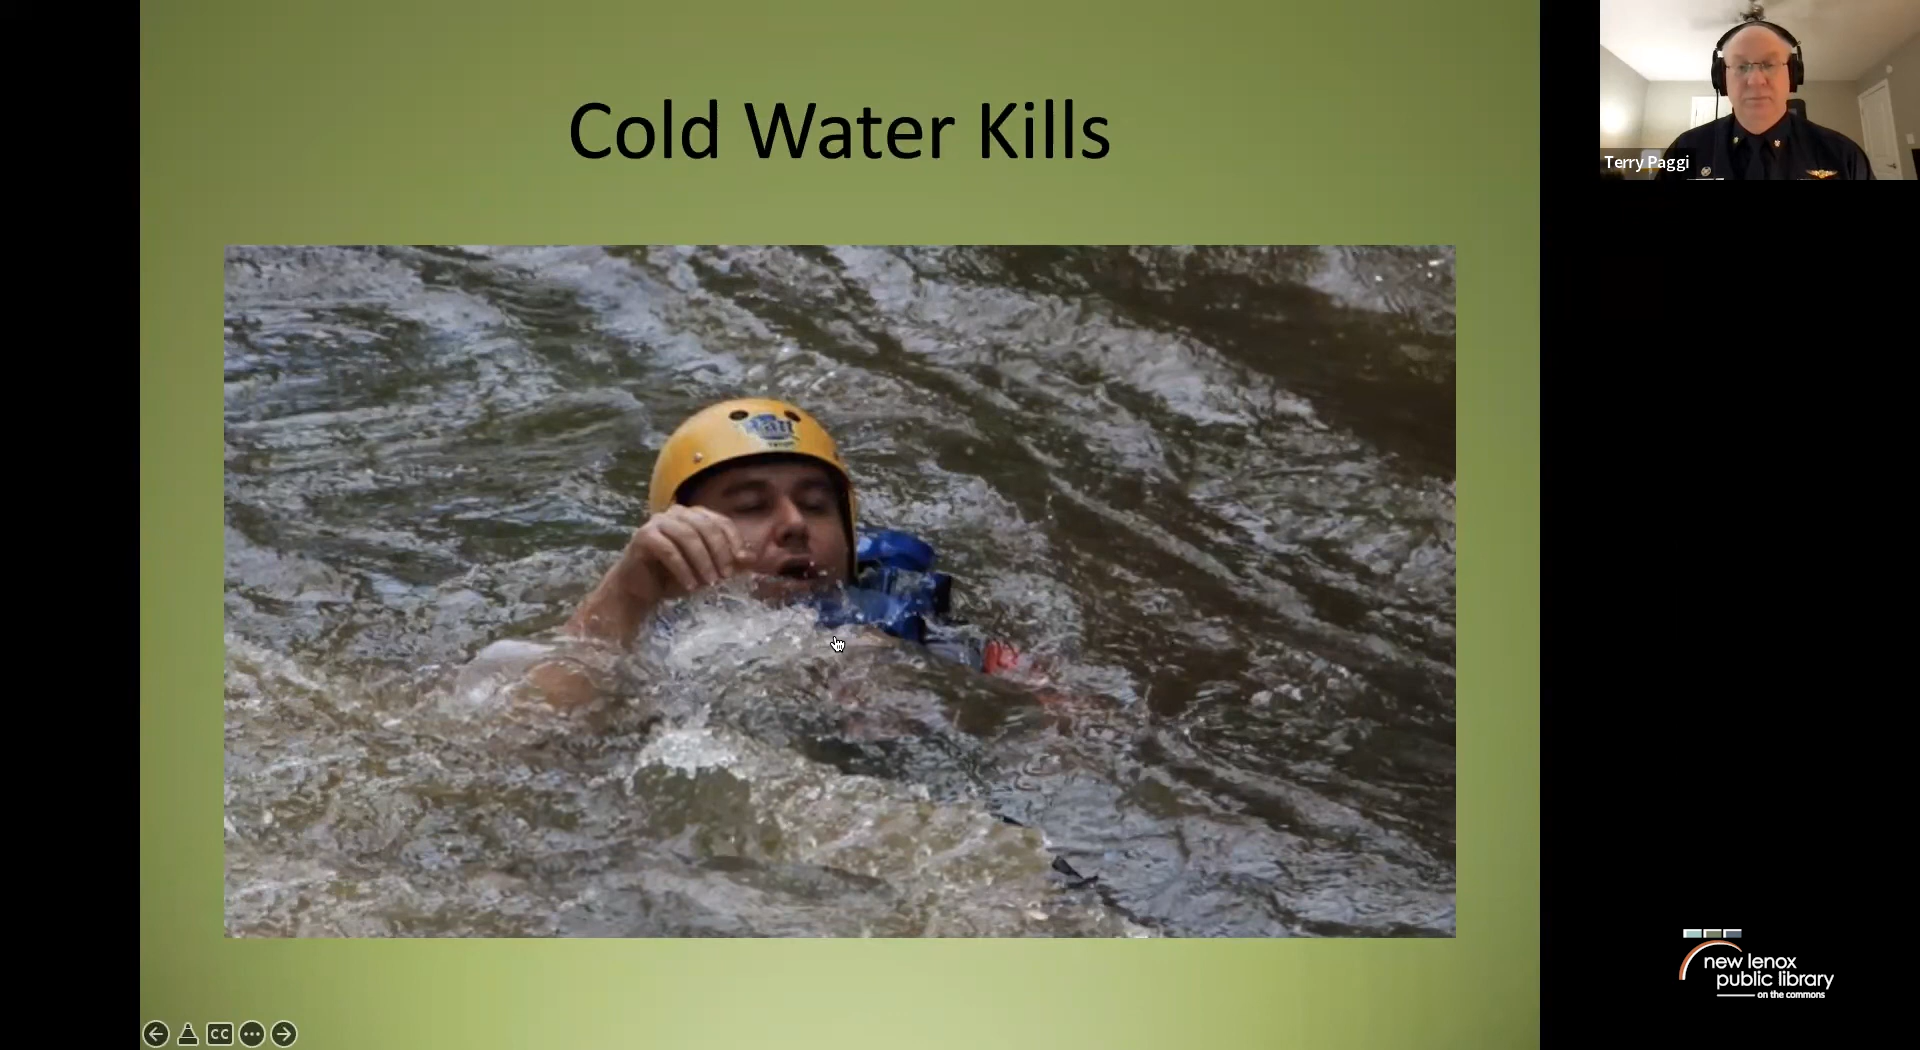 Cold Water Kills
Terry Paggi
new lenox
public library
on the commons
CC